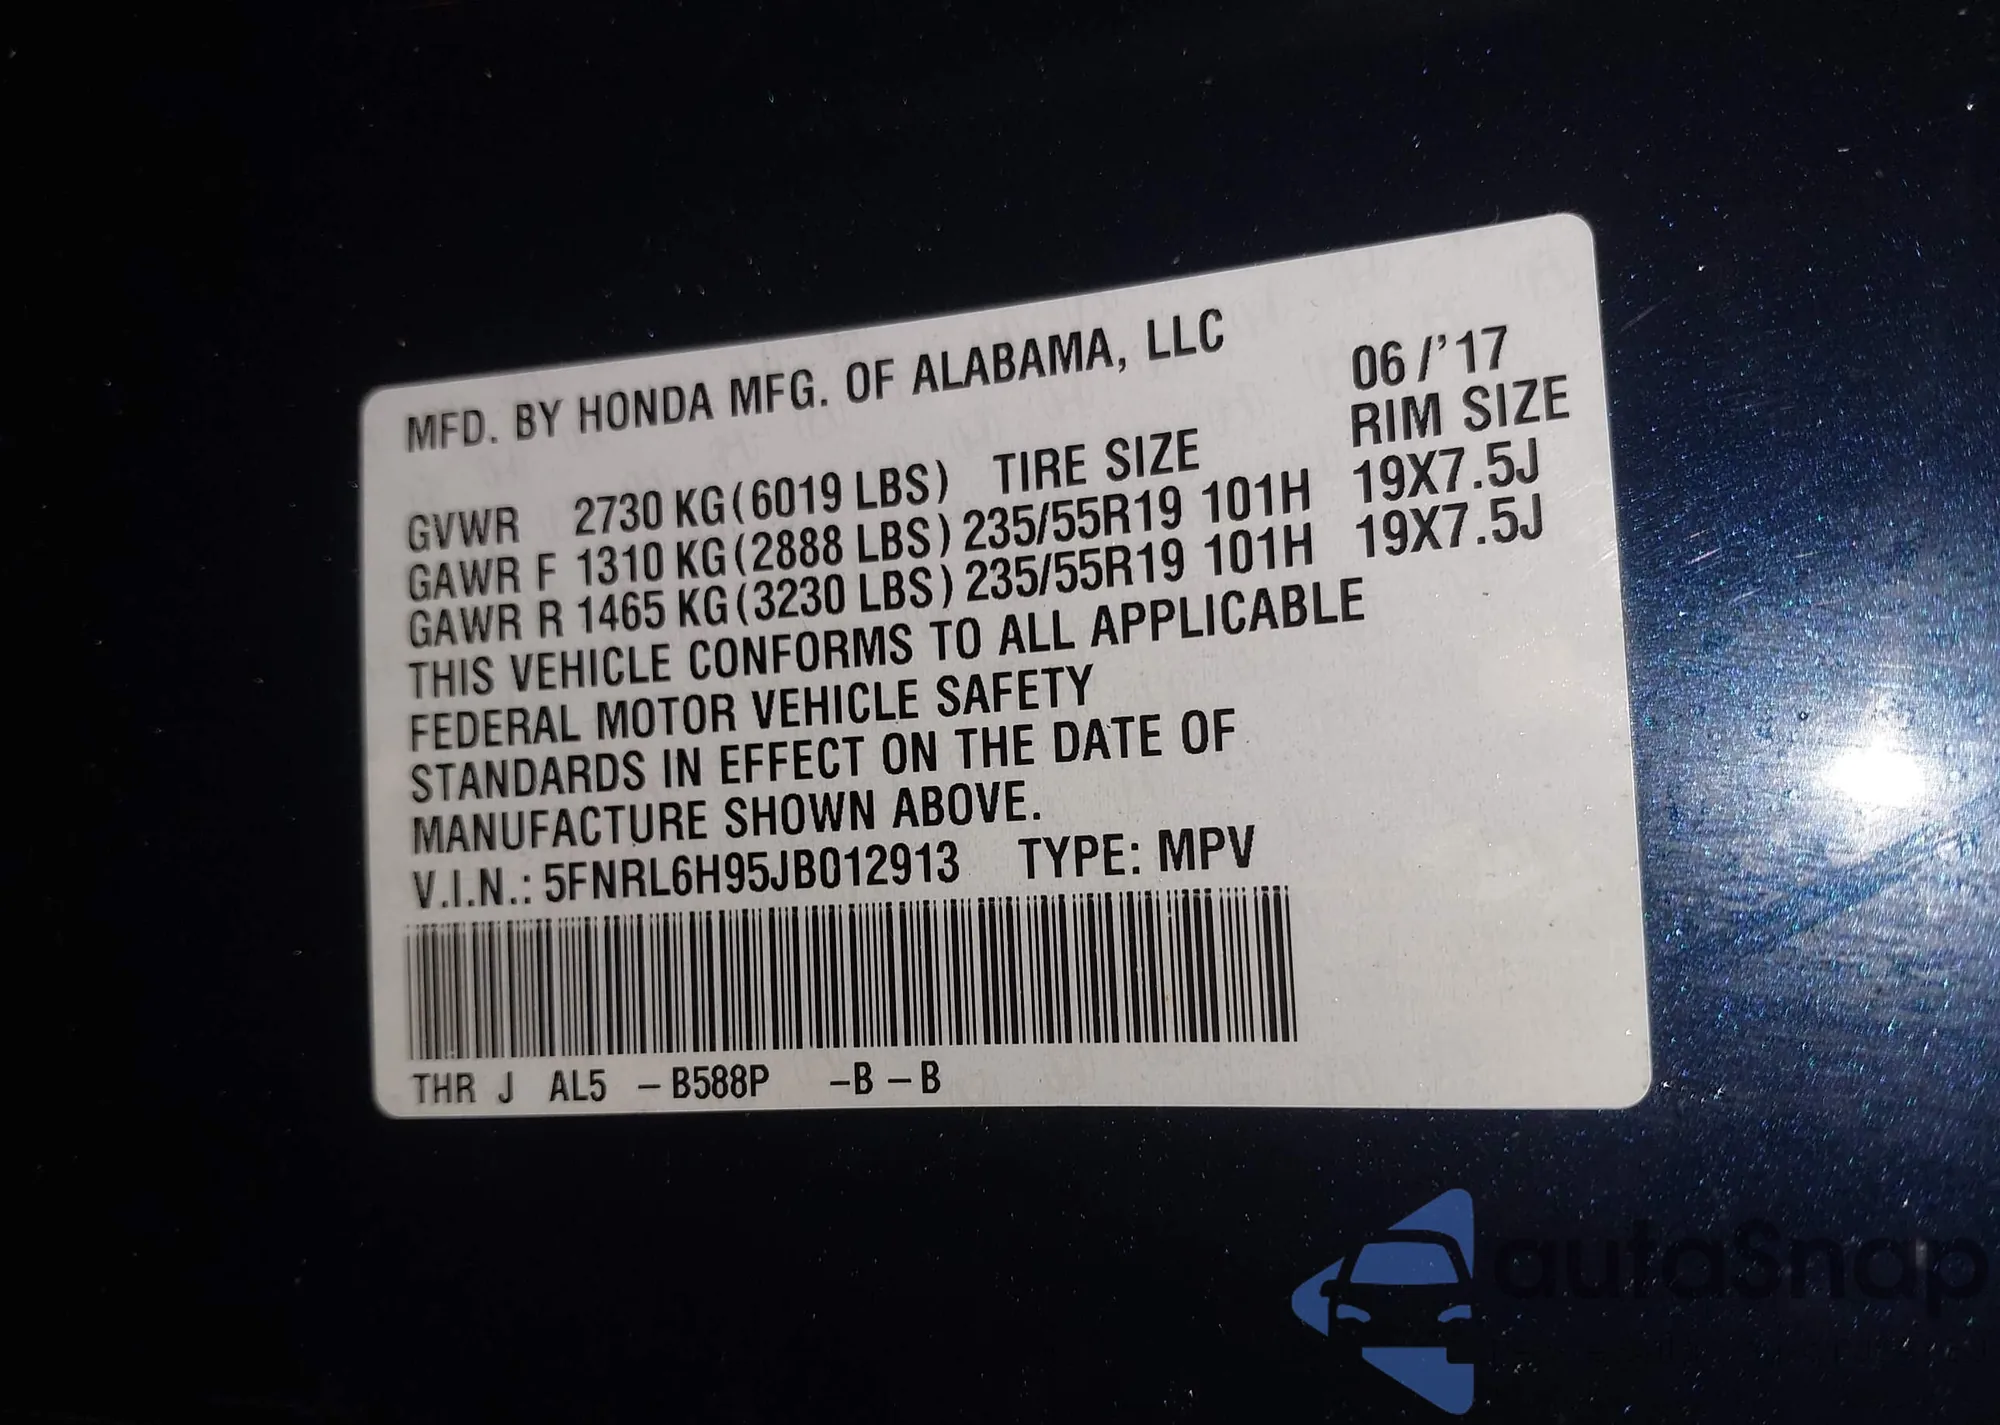 MFD. BY HONDA MFG. OF ALABAMA, LLC 06/'17
RIM SIZE
GVWR 2730 KG (6019 LBS) TIRE SIZE
GAWR F 1310 KG (2888 LBS) 235/55R19 101H 19X7.5J
GAWR R 1465 KG (3230 LBS) 235/55R19 101H 19X7.5J
THIS VEHICLE CONFORMS TO ALL APPLICABLE
FEDERAL MOTOR VEHICLE SAFETY
STANDARDS IN EFFECT ON THE DATE OF
MANUFACTURE SHOWN ABOVE.
V.I.N.: 5FNRL6H95JB012913 TYPE: MPV
THR J AL5 – B588P –B – B
autoSnap